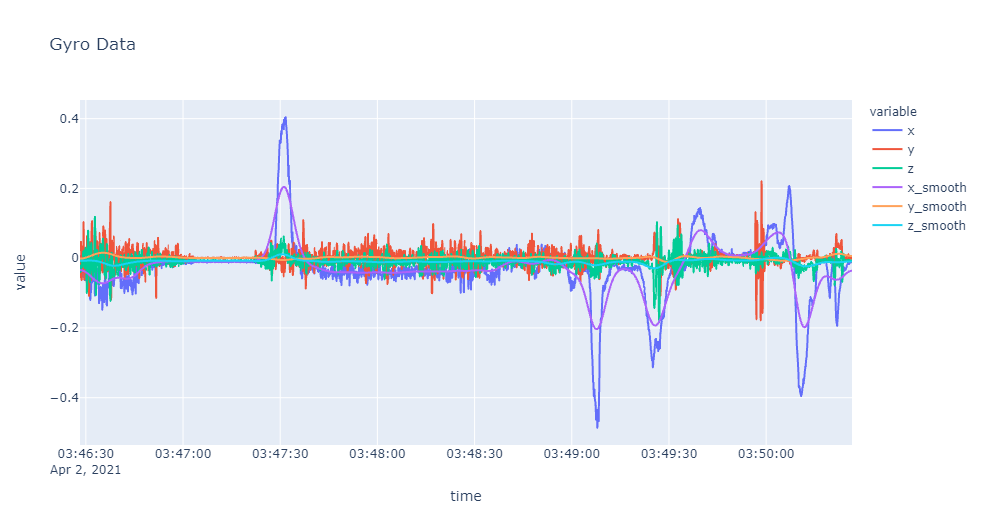 Gyro Data
variable
x
y
z
x_smooth
y_smooth
z_smooth
value
0.4
0.2
0
−0.2
−0.4
03:46:30 03:47:00 03:47:30 03:48:00 03:48:30 03:49:00 03:49:30 03:50:00
Apr 2, 2021
time